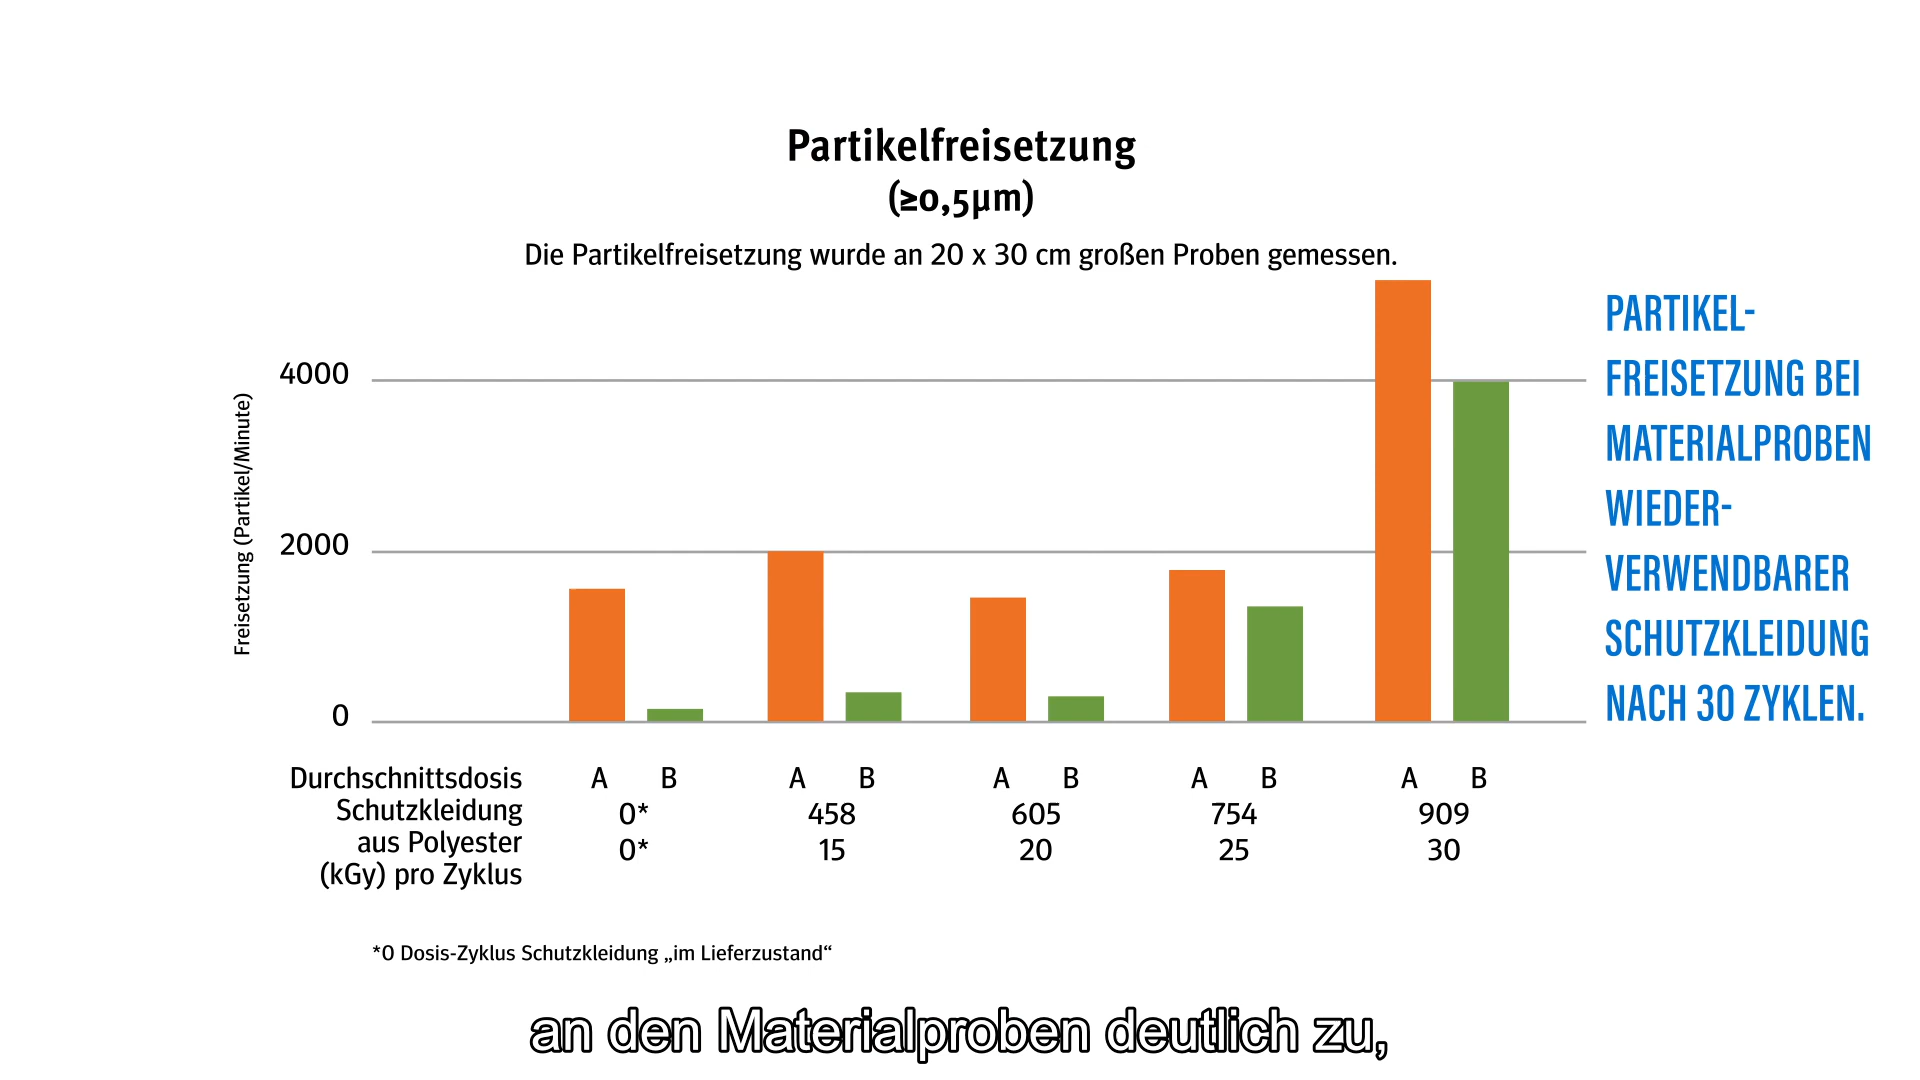 Partikelfreisetzung
(≥0,5µm)
Die Partikelfreisetzung wurde an 20 x 30 cm großen Proben gemessen.
Freisetzung (Partikel/Minute)
4000
2000
0
Durchschnittsdosis
Schutzkleidung
aus Polyester
(kGy) pro Zyklus
A B A B A B A B A B
0* 458 605 754 909
0* 15 20 25 30
*0 Dosis-Zyklus Schutzkleidung „im Lieferzustand“
PARTIKEL-
FREISETZUNG BEI
MATERIALPROBEN
WIEDER-
VERWENDBARER
SCHUTZKLEIDUNG
NACH 30 ZYKLEN.
an den Materialproben deutlich zu,